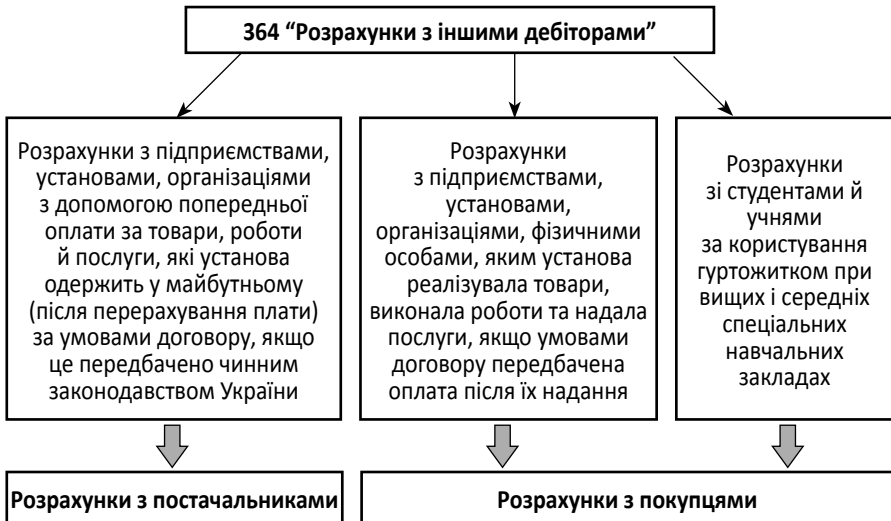 364 “Розрахунки з іншими дебіторами”
Розрахунки з підприємствами,
установами, організаціями
з допомогою попередньої
оплати за товари, роботи
й послуги, які установа
одержить у майбутньому
(після перерахування плати)
за умовами договору, якщо
це передбачено чинним
законодавством України
Розрахунки
з підприємствами,
установами,
організаціями, фізичними
особами, яким установа
реалізувала товари,
виконала роботи та надала
послуги, якщо умовами
договору передбачена
оплата після їх надання
Розрахунки
зі студентами й
учнями
за користування
гуртожитком при
вищих і середніх
спеціальних
навчальних
закладах
Розрахунки з постачальниками
Розрахунки з покупцями